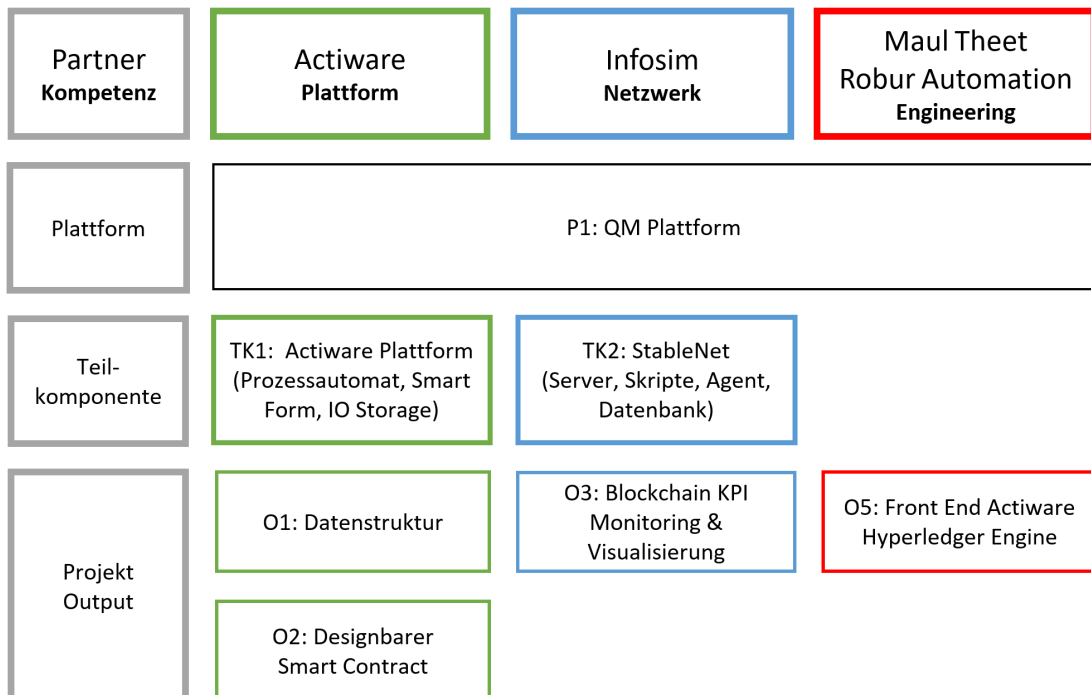 Partner
Kompetenz
Actiware
Plattform
Infosim
Netzwerk
Maul Theet
Robur Automation
Engineering
Plattform
P1: QM Plattform
Teil-
komponente
TK1:  Actiware Plattform
(Prozessautomat, Smart
Form, IO Storage)
TK2: StableNet
(Server, Skripte, Agent,
Datenbank)
Projekt
Output
O1: Datenstruktur
O3: Blockchain KPI
Monitoring &
Visualisierung
O5: Front End Actiware
Hyperledger Engine
O2: Designbarer
Smart Contract